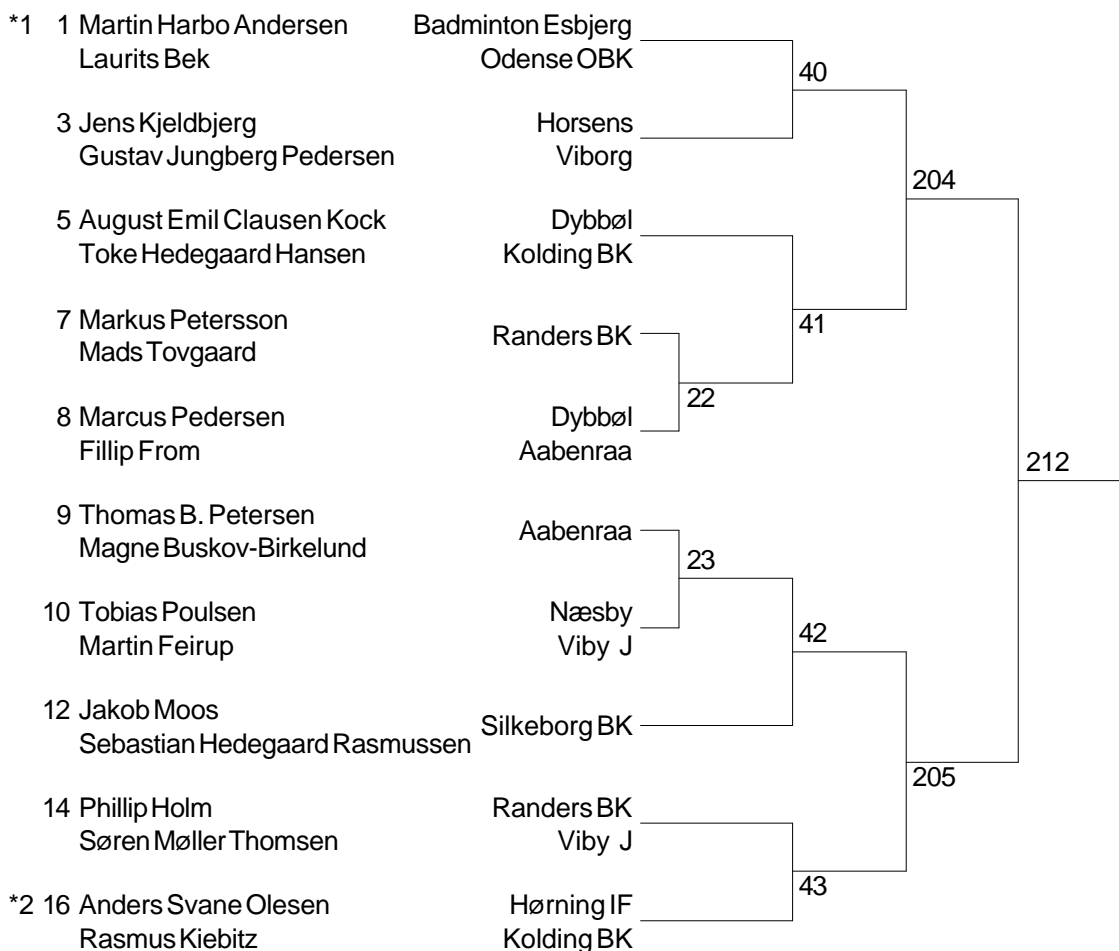 *1 1 Martin Harbo Andersen Badminton Esbjerg
Laurits Bek Odense OBK
40
3 Jens Kjeldbjerg Horsens
Gustav Jungberg Pedersen Viborg
204
5 August Emil Clausen Kock Dybbøl
Toke Hedegaard Hansen Kolding BK
7 Markus Petersson Randers BK
Mads Tovgaard
41
22
8 Marcus Pedersen Dybbøl
Fillip From Aabenraa
212
9 Thomas B. Petersen Aabenraa
Magne Buskov-Birkelund
23
10 Tobias Poulsen Næsby
Martin Feirup Viby J
42
12 Jakob Moos Silkeborg BK
Sebastian Hedegaard Rasmussen
205
14 Phillip Holm Randers BK
Søren Møller Thomsen Viby J
43
*2 16 Anders Svane Olesen Hørning IF
Rasmus Kiebitz Kolding BK